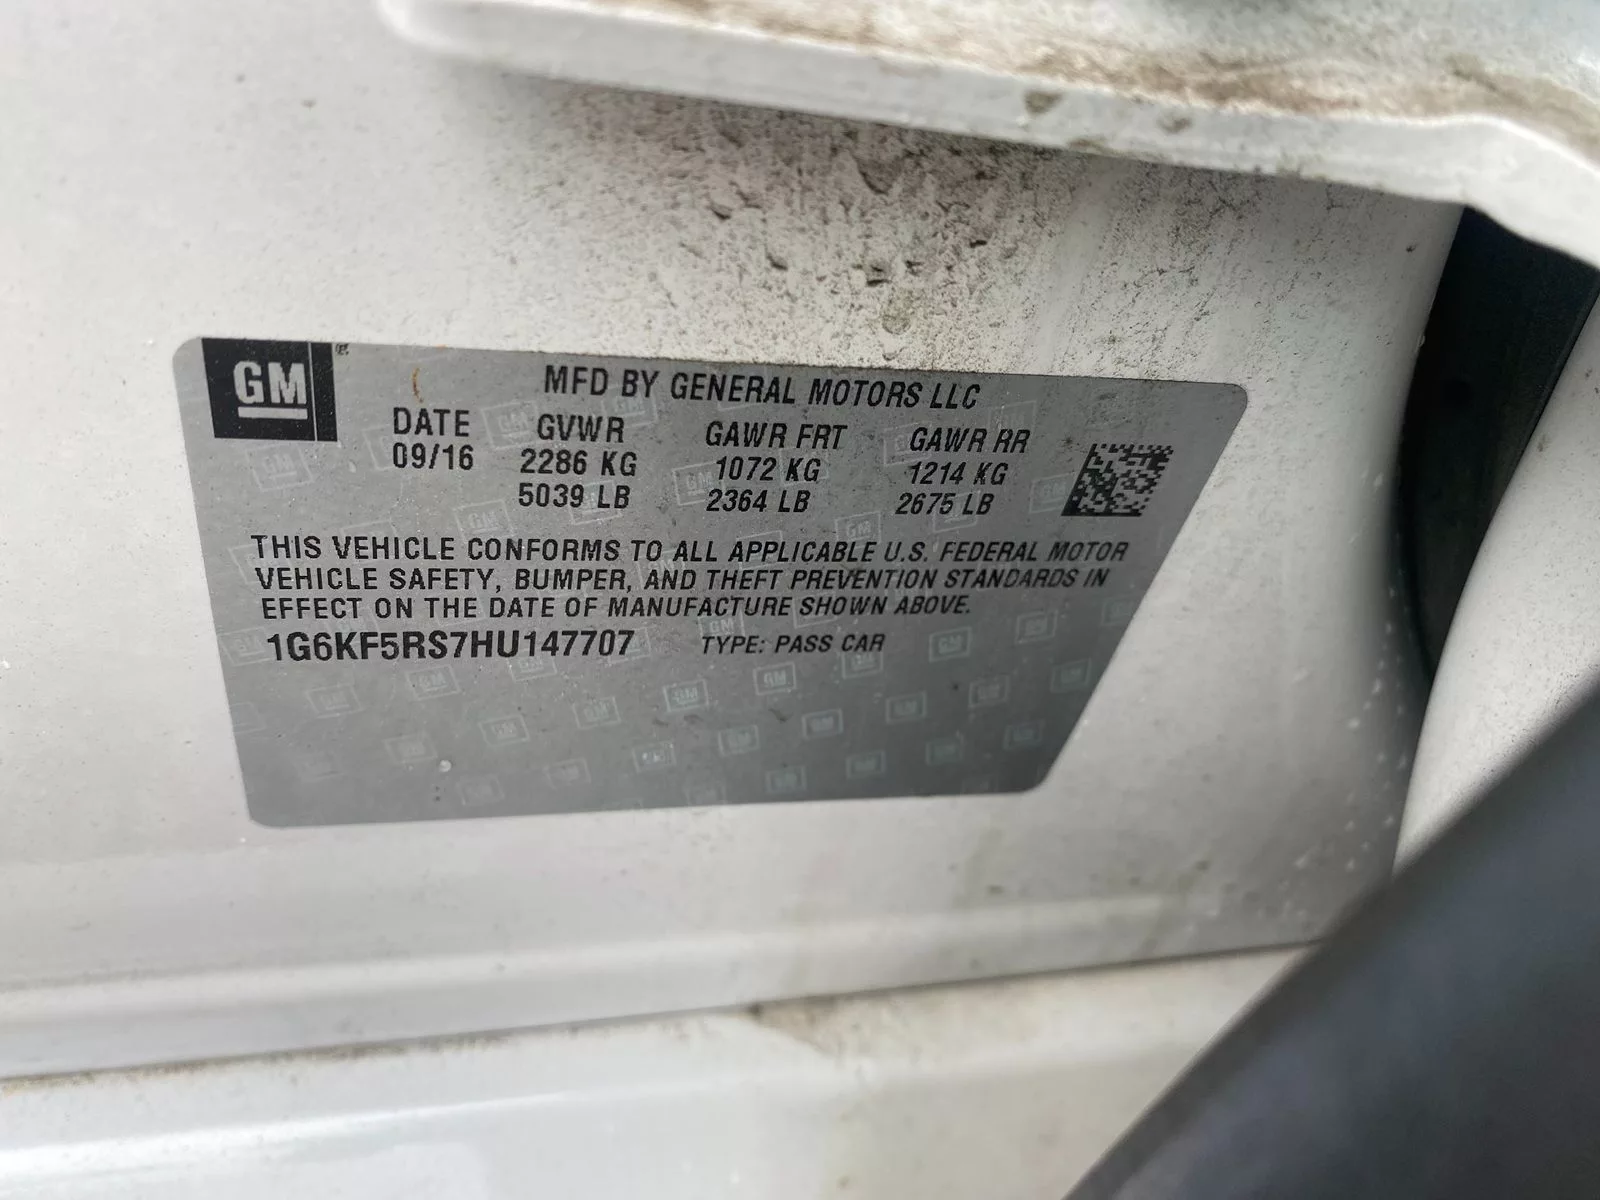 GM
MFD BY GENERAL MOTORS LLC
DATE GVWR GAWR FRT GAWR RR
09/16 2286 KG 1072 KG 1214 KG
5039 LB 2364 LB 2675 LB
THIS VEHICLE CONFORMS TO ALL APPLICABLE U.S. FEDERAL MOTOR
VEHICLE SAFETY, BUMPER, AND THEFT PREVENTION STANDARDS IN
EFFECT ON THE DATE OF MANUFACTURE SHOWN ABOVE.
1G6KF5RS7HU147707 TYPE: PASS CAR